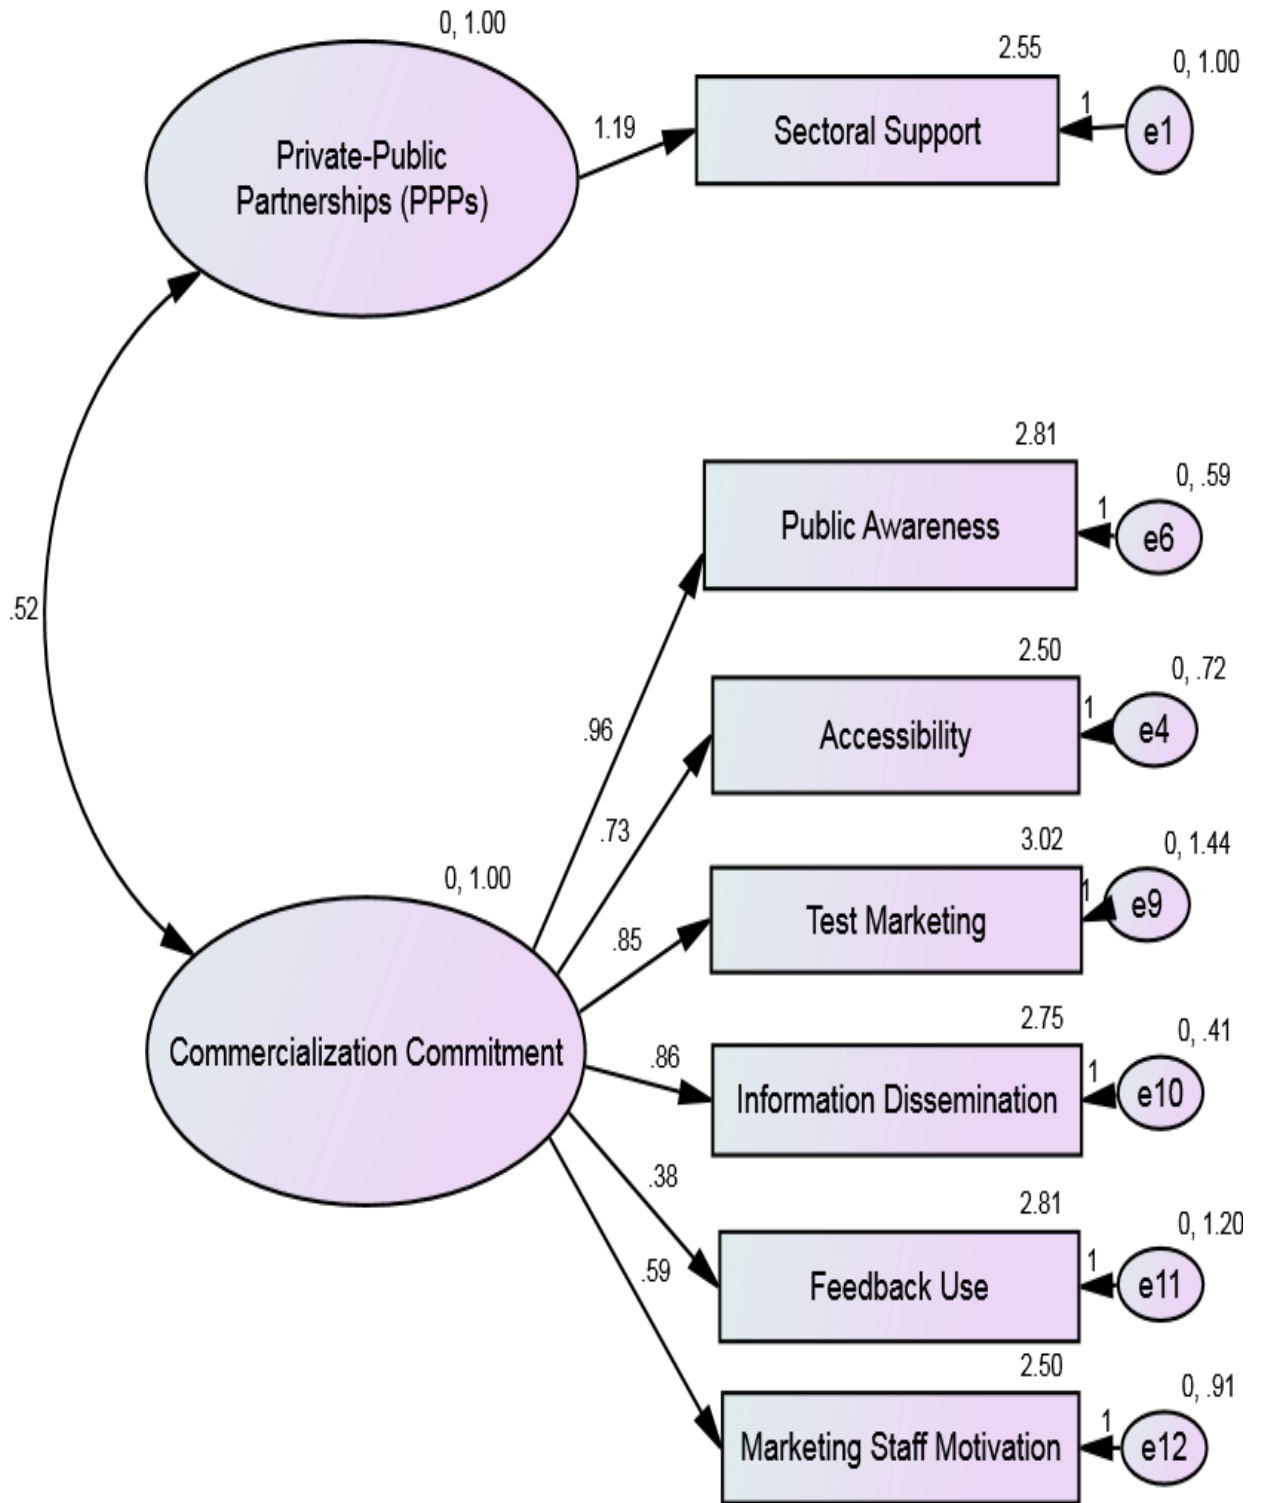 0, 1.00
2.55
0, 1.00
Private-Public
Partnerships (PPPs)
1.19
Sectoral Support
1
e1
2.81
0, .59
Public Awareness
1
e6
.52
.96
2.50
0, .72
Accessibility
1
e4
.73
3.02
0, 1.44
0, 1.00
.85
Test Marketing
1
e9
2.75
0, .41
Commercialization Commitment
.86
Information Dissemination
1
e10
.38
2.81
0, 1.20
Feedback Use
1
e11
.59
2.50
0, .91
Marketing Staff Motivation
1
e12